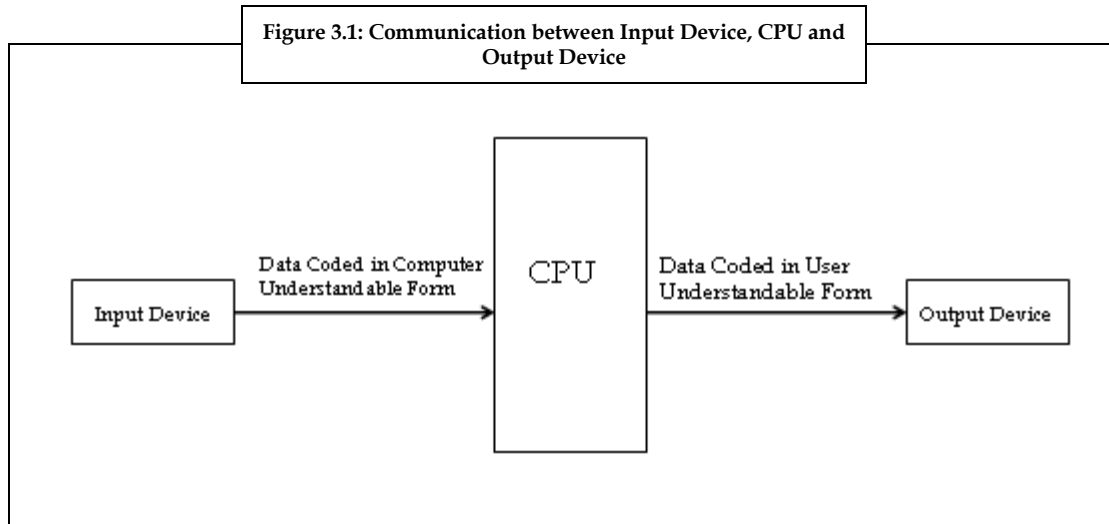 Figure 3.1: Communication between Input Device, CPU and
Output Device
Data Coded in Computer
Understandable Form
CPU
Data Coded in User
Understandable Form
Input Device
Output Device